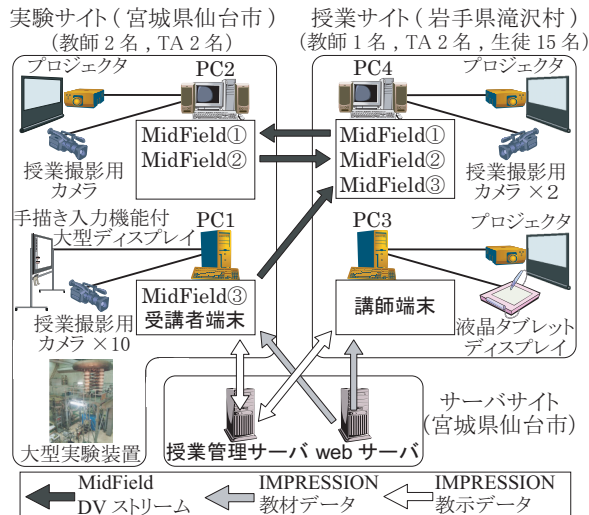 実験サイト(宮城県仙台市)
(教師2名,TA2名)
授業サイト(岩手県滝沢村)
(教師1名,TA2名,生徒15名)
プロジェクタ
PC2
MidField①
MidField②
授業撮影用
カメラ
PC4
プロジェクタ
MidField①
MidField②
MidField③
授業撮影用
カメラ×2
手描き入力機能付
大型ディスプレイ
PC1
MidField③
受講者端末
授業撮影用
カメラ×10
大型実験装置
PC3
プロジェクタ
講師端末
液晶タブレット
ディスプレイ
サーバサイト
(宮城県仙台市)
授業管理サーバ webサーバ
MidField
DVストリーム
IMPRESSION
教材データ
IMPRESSION
教示データ